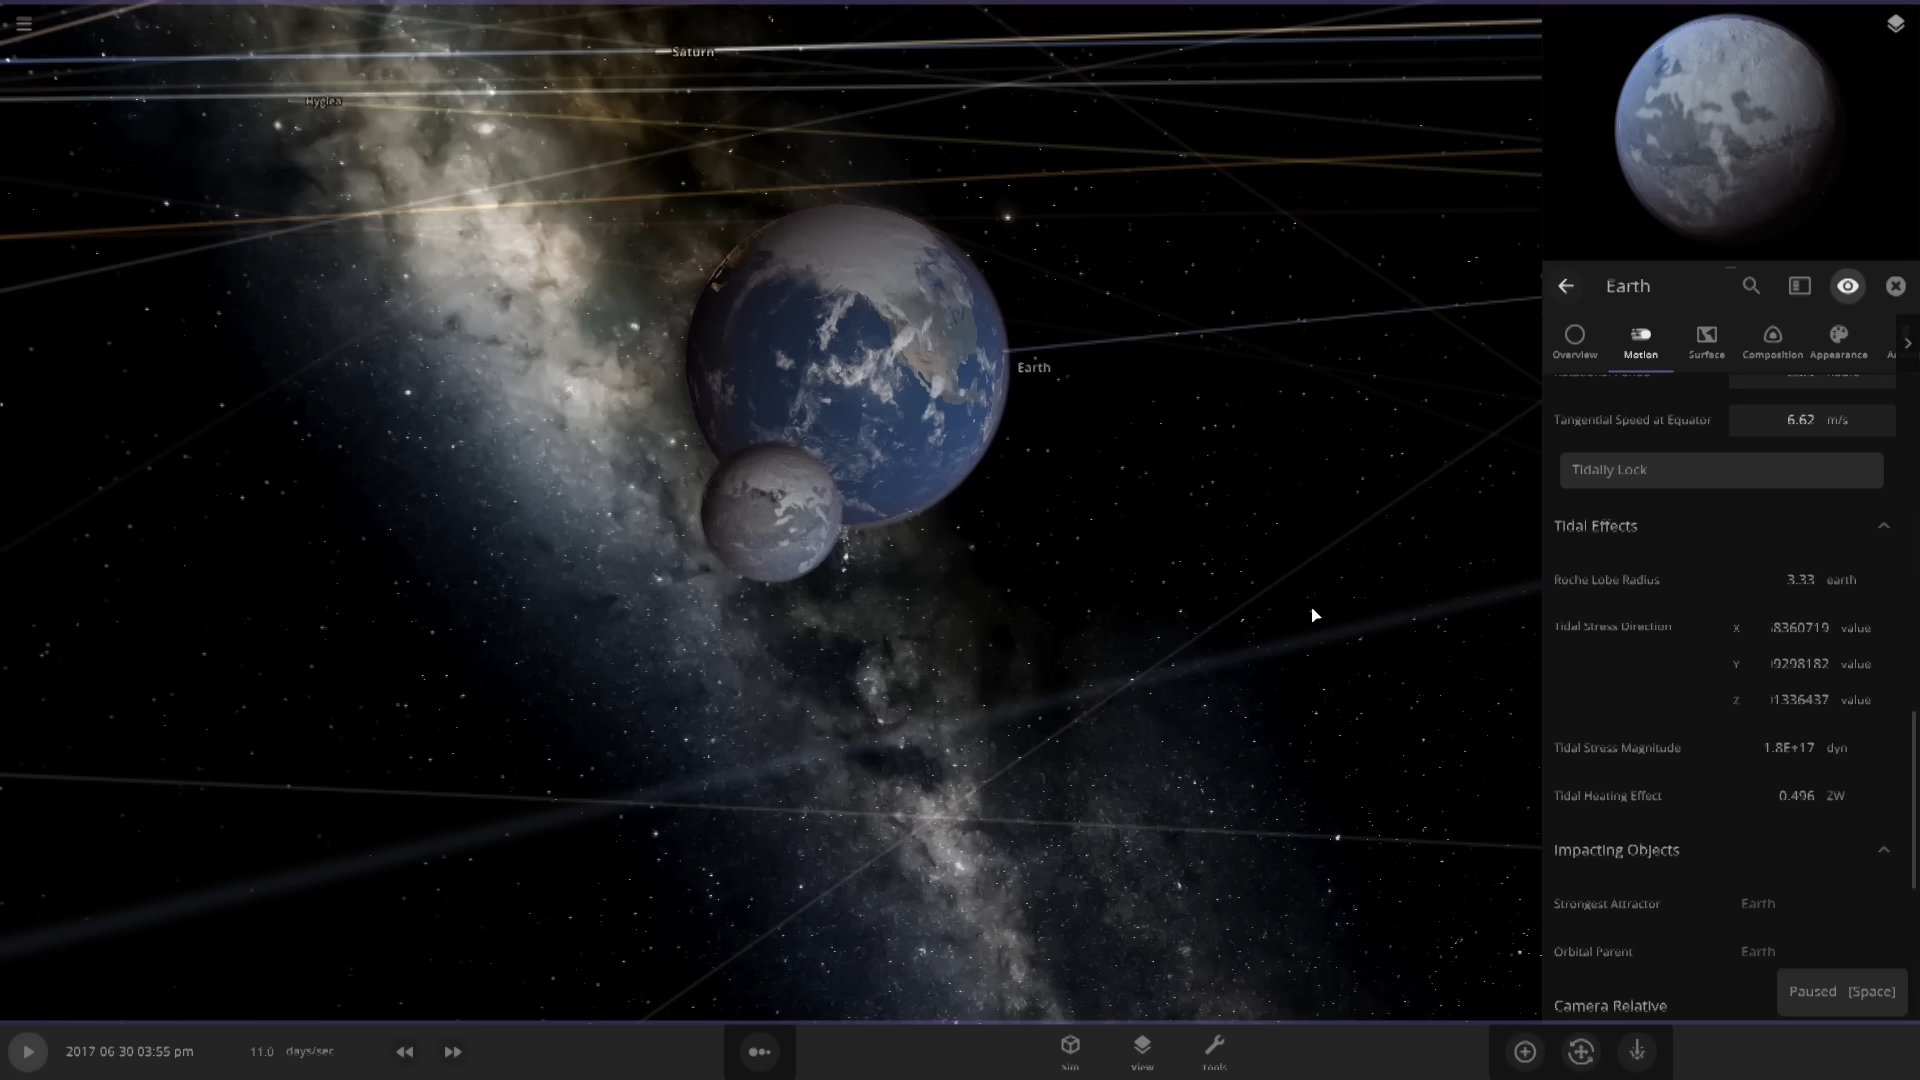 Saturn
Hygiea
Earth
Earth
Overview
Motion
Surface
Composition
Appearance
Tangential Speed at Equator 6.62 m/s
Tidally Lock
Tidal Effects
Roche Lobe Radius 3.33 earth
Tidal Stress Direction X 8360719 value
Y 9298182 value
Z 1336437 value
Tidal Stress Magnitude 1.8E+17 dyn
Tidal Heating Effect 0.496 ZW
Impacting Objects
Strongest Attractor Earth
Orbital Parent Earth
Paused [Space]
Camera Relative
2017 06 30 03:55 pm 11.0 days/sec
Sim
View
Tools